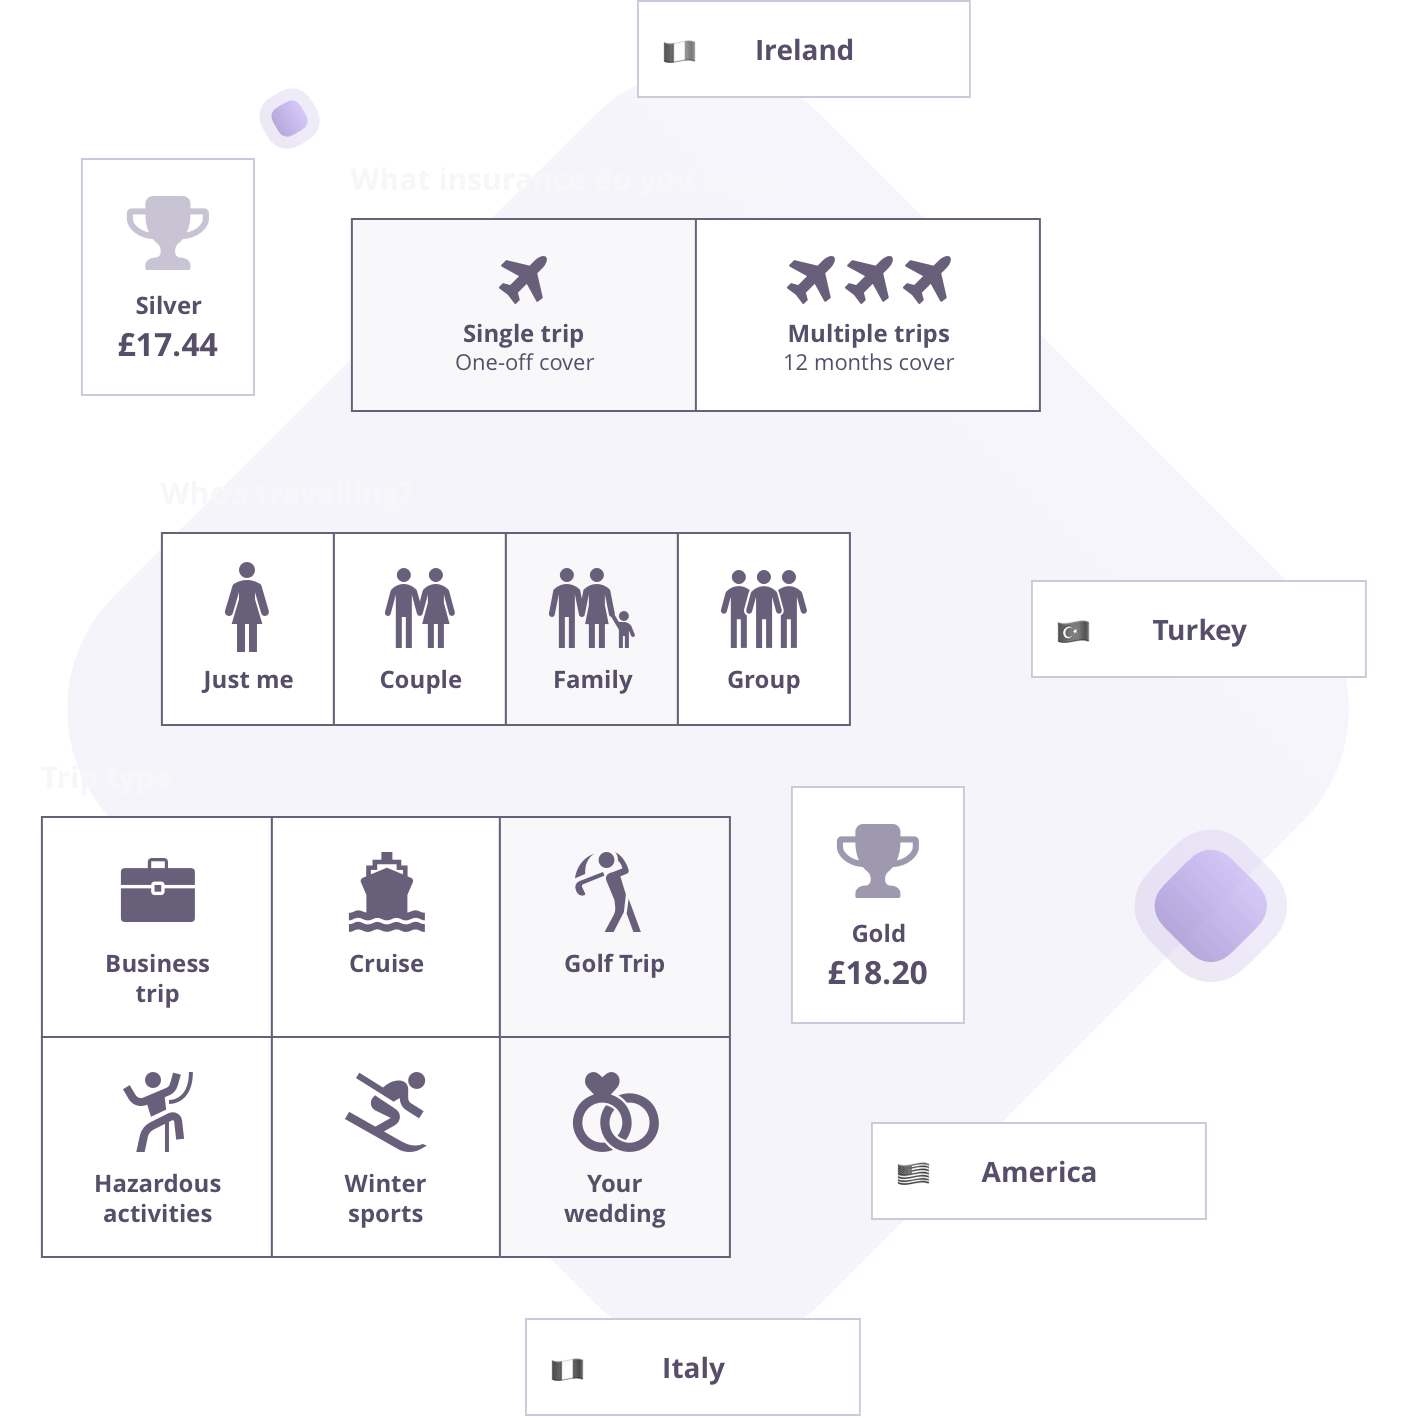 Ireland
What insurance do you need?
Silver
£17.44
Single trip
One-off cover
Multiple trips
12 months cover
Who's travelling?
Just me
Couple
Family
Group
Turkey
Trip type
Business
trip
Cruise
Golf Trip
Gold
£18.20
Hazardous
activities
Winter
sports
Your
wedding
America
Italy